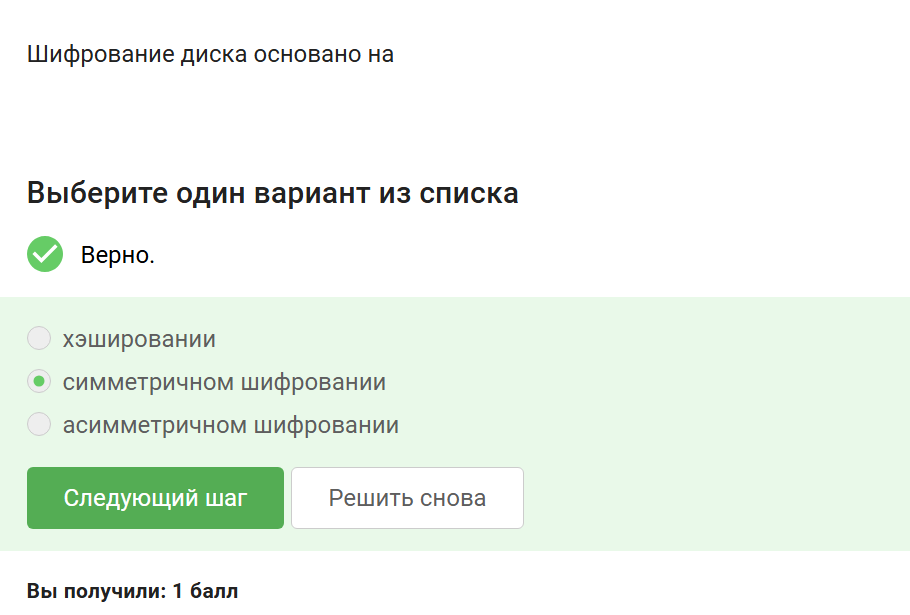 Шифрование диска основано на
Выберите один вариант из списка
Верно.
хэшировании
симметричном шифровании
асимметричном шифровании
Следующий шаг
Решить снова
Вы получили: 1 балл